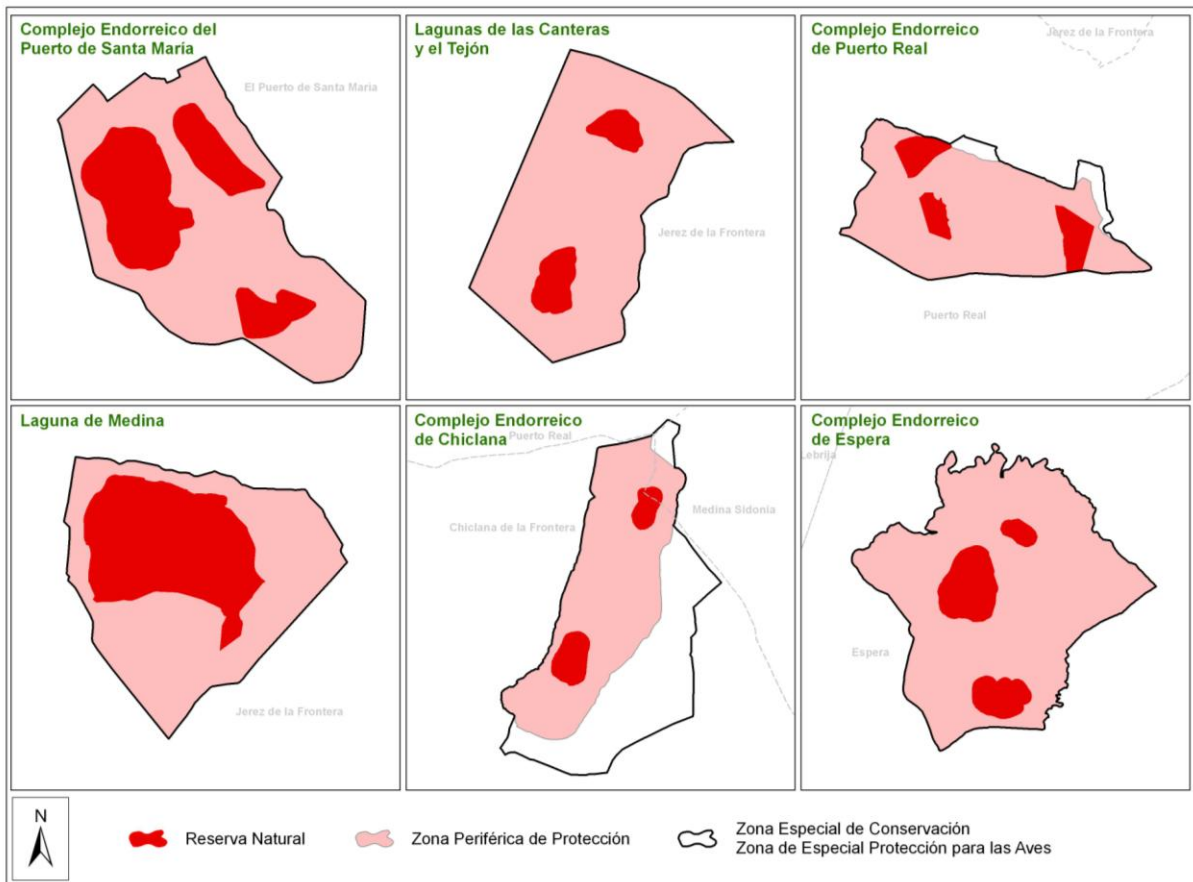 Complejo Endorreico del
Puerto de Santa María
El Puerto de Santa Maria
Lagunas de las Canteras
y el Tejón
Jerez de la Frontera
Complejo Endorreico
de Puerto Real
Jerez de la Frontera
Puerto Real
Laguna de Medina
Jerez de la Frontera
Complejo Endorreico
de Chiclana
Puerto Real
Chiclana de la Frontera
Medina Sidonia
Complejo Endorreico
de Espera
Lebrija
Espera
N
Reserva Natural
Zona Periférica de Protección
Zona Especial de Conservación
Zona de Especial Protección para las Aves